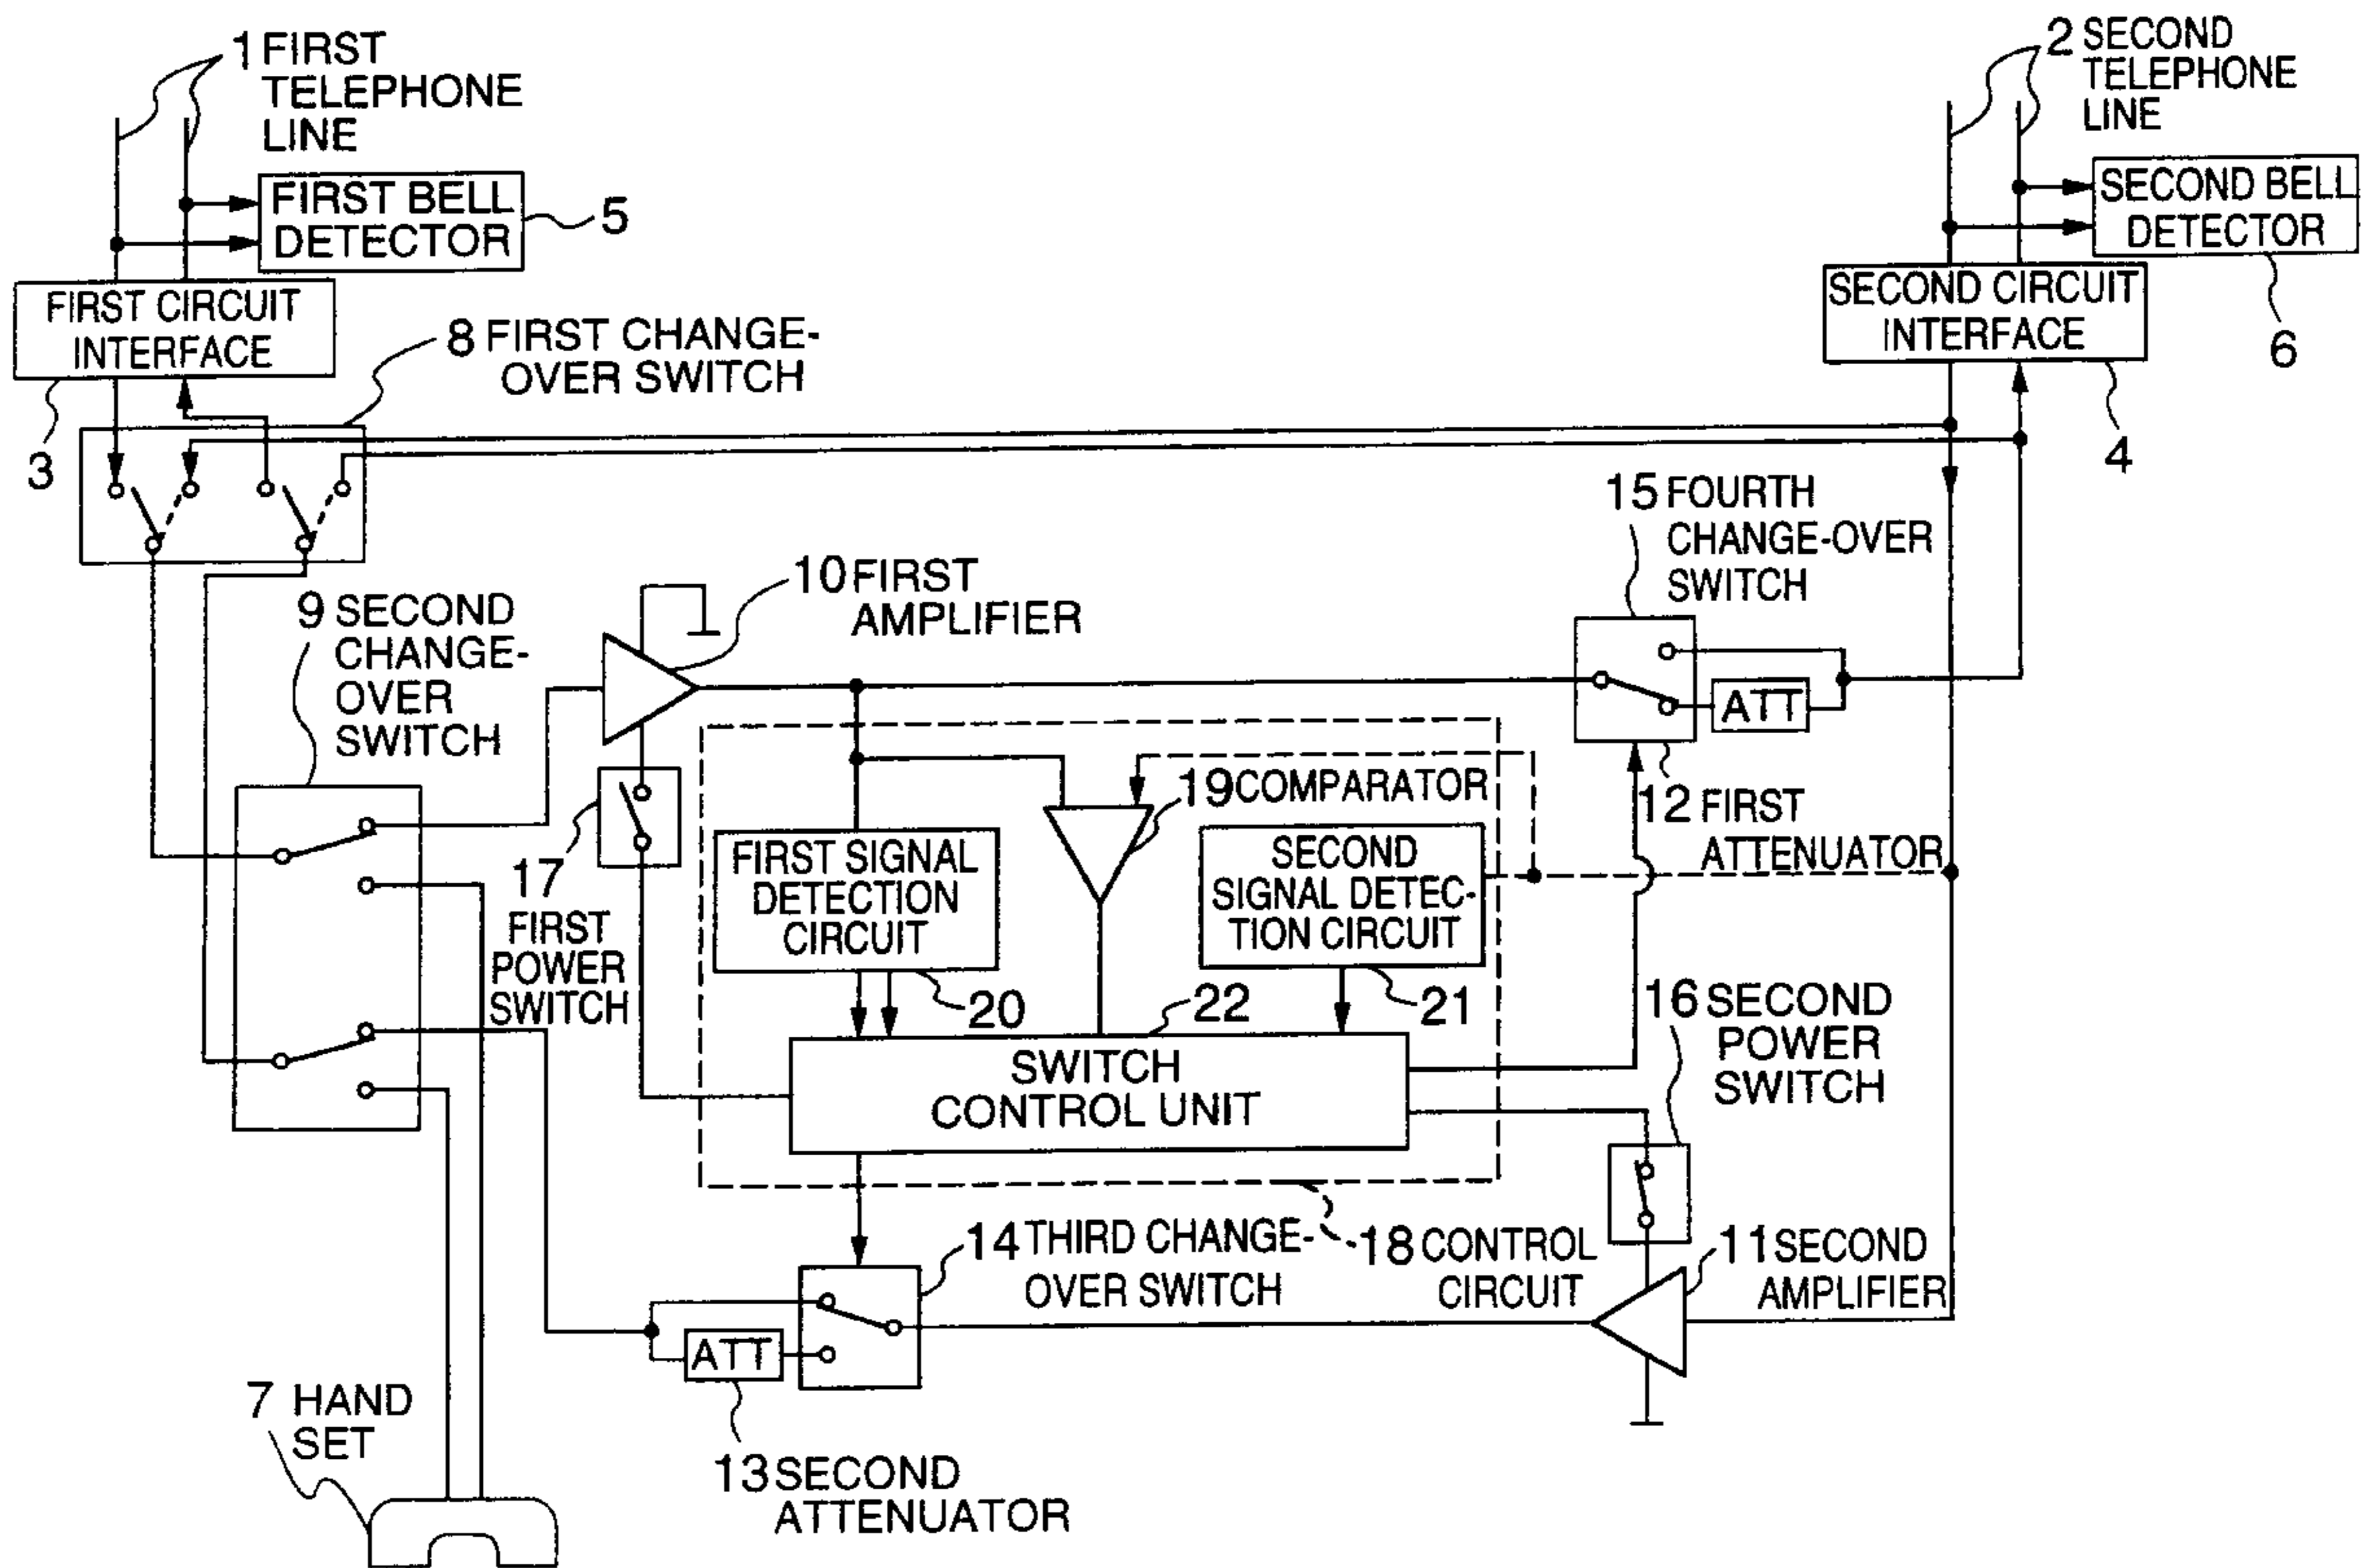 1 FIRST
TELEPHONE
LINE
2 SECOND
TELEPHONE
LINE
FIRST BELL
DETECTOR
5
SECOND BELL
DETECTOR
6
FIRST CIRCUIT
INTERFACE
3
SECOND CIRCUIT
INTERFACE
4
8 FIRST CHANGE-
OVER SWITCH
15 FOURTH
CHANGE-OVER
SWITCH
9 SECOND
CHANGE-
OVER
SWITCH
10 FIRST
AMPLIFIER
ATT
12 FIRST
ATTENUATOR
17
FIRST
POWER
SWITCH
19 COMPARATOR
FIRST SIGNAL
DETECTION
CIRCUIT
20
SECOND
SIGNAL DETEC-
TION CIRCUIT
21
22
SWITCH
CONTROL UNIT
16 SECOND
POWER
SWITCH
14 THIRD CHANGE-
OVER SWITCH
18 CONTROL
CIRCUIT
11 SECOND
AMPLIFIER
ATT
13 SECOND
ATTENUATOR
7 HAND
SET